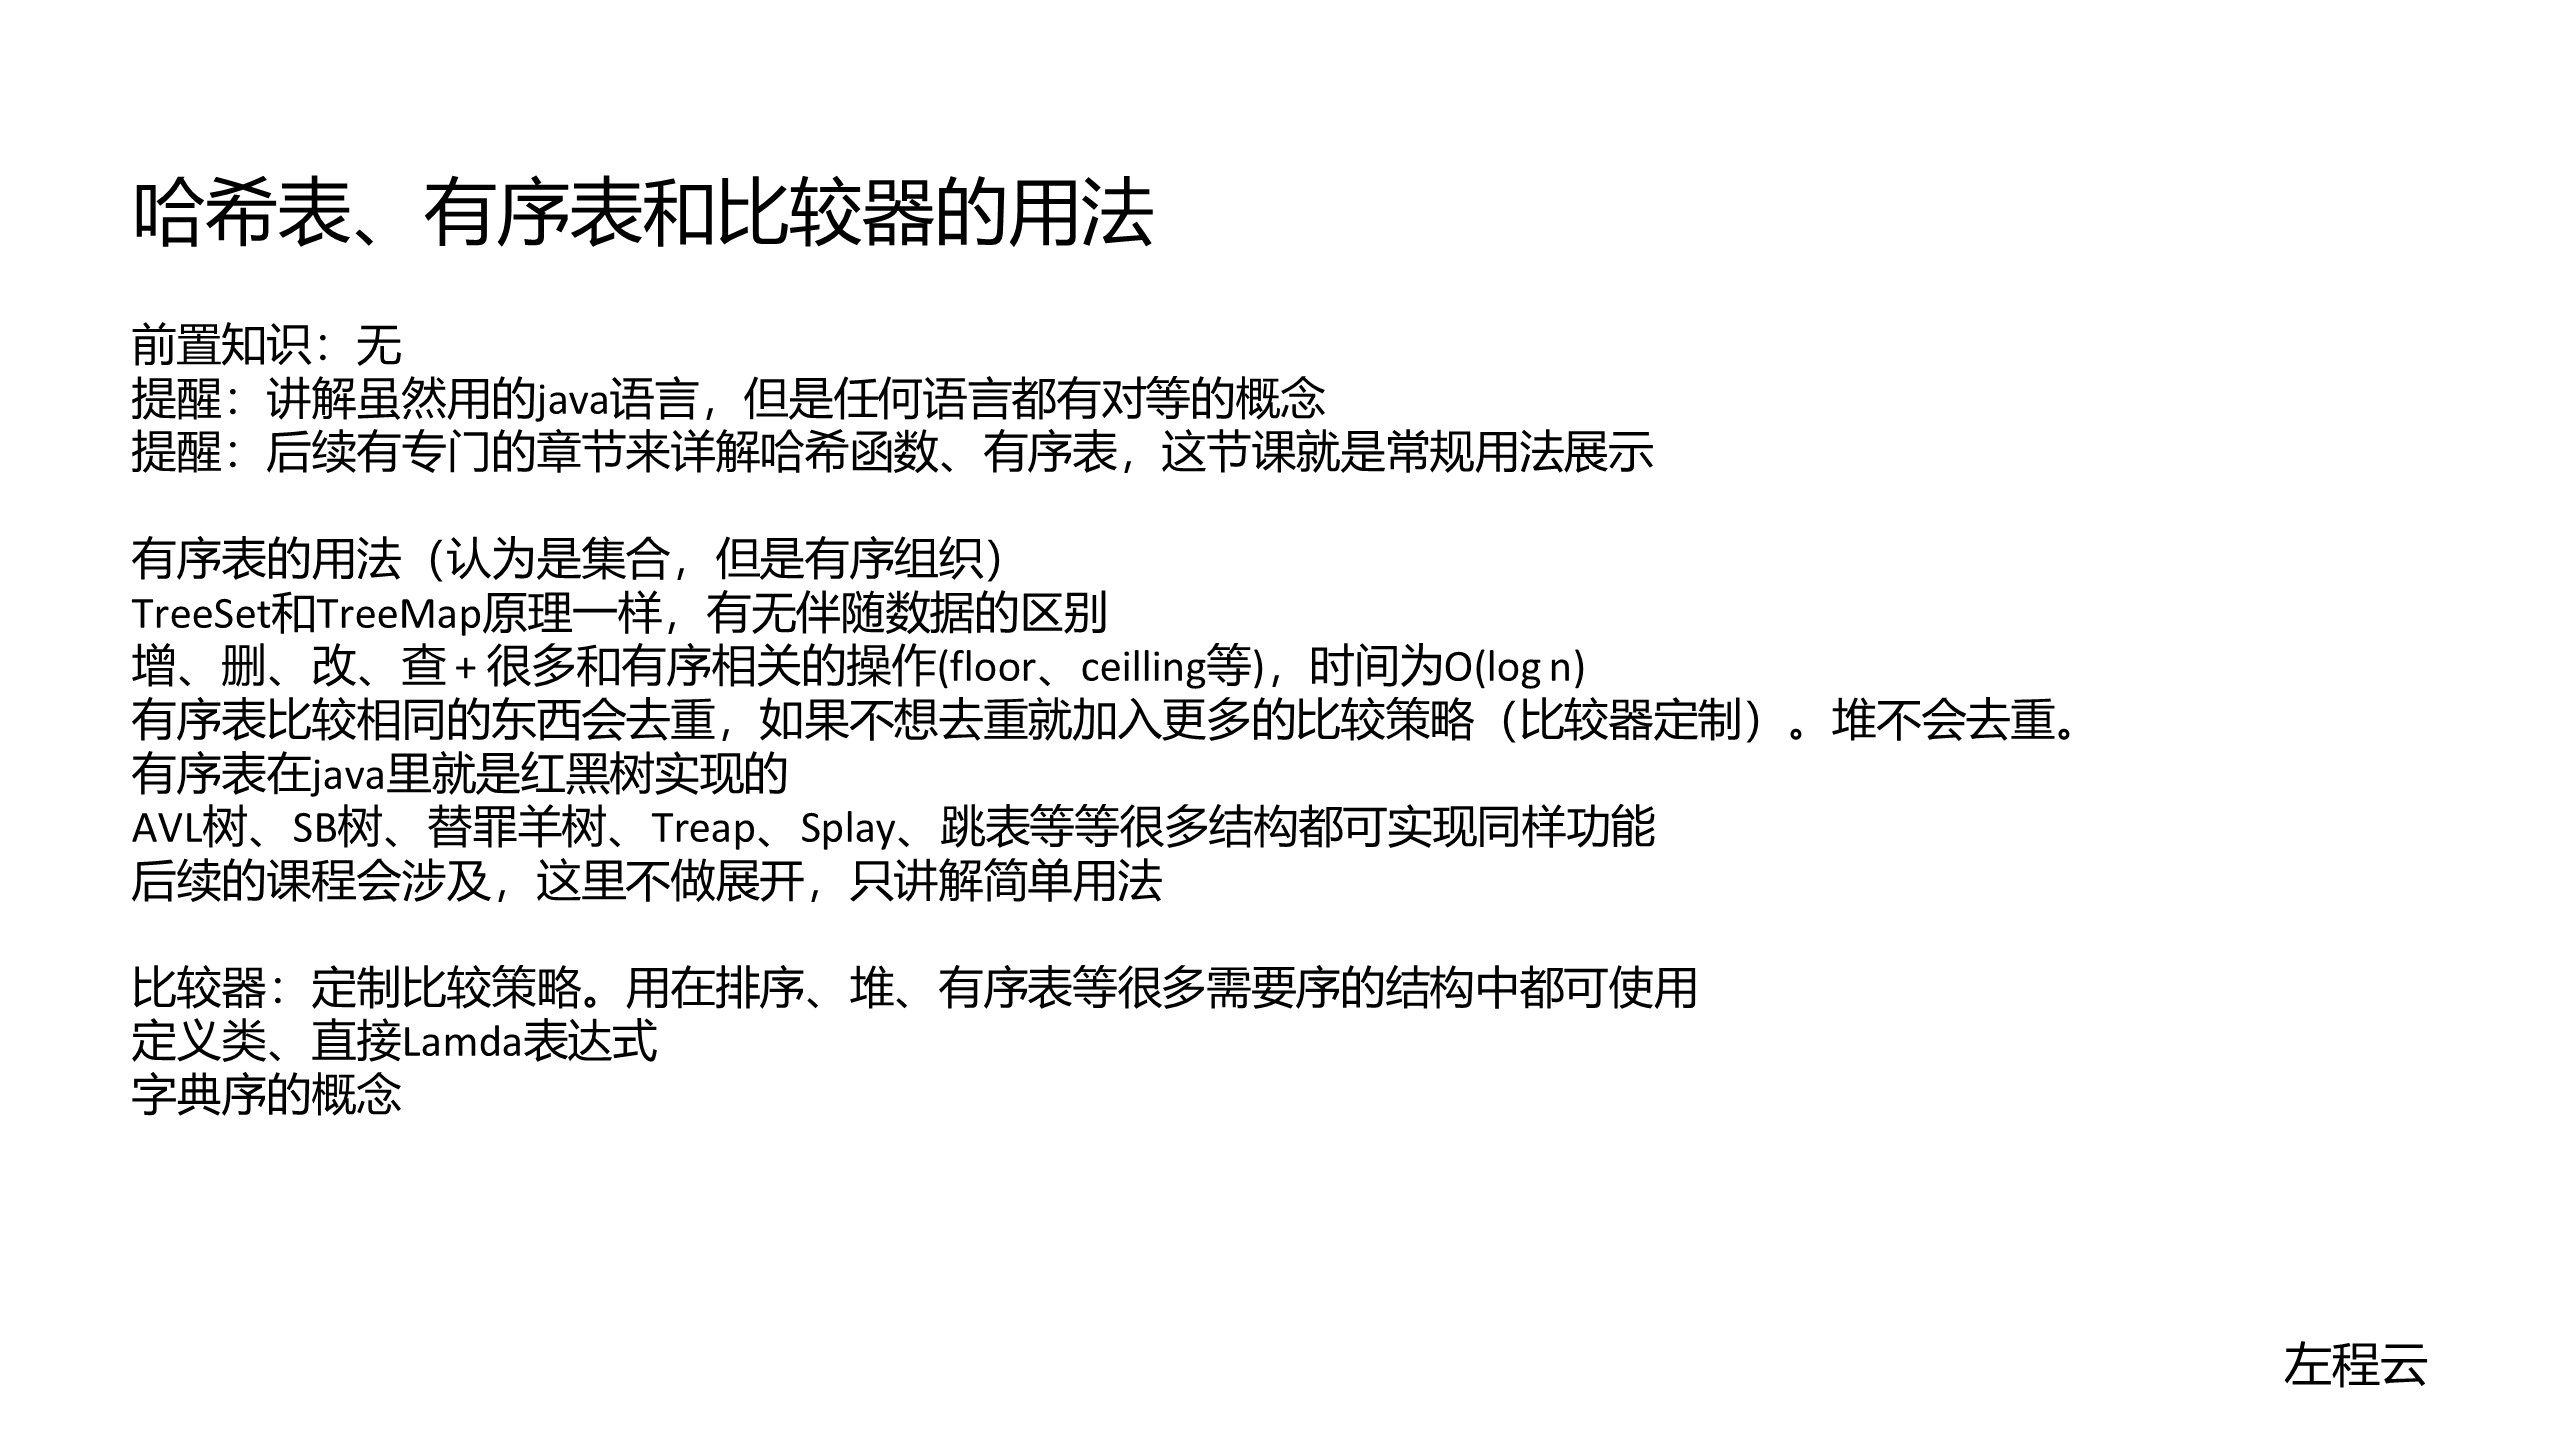 哈希表、有序表和比较器的用法
前置知识：无
提醒：讲解虽然用的java语言，但是任何语言都有对等的概念
提醒：后续有专门的章节来详解哈希函数、有序表，这节课就是常规用法展示
有序表的用法（认为是集合，但是有序组织）
TreeSet和TreeMap原理一样，有无伴随数据的区别
增、删、改、查 + 很多和有序相关的操作(floor、ceilling等)，时间为O(log n)
有序表比较相同的东西会去重，如果不想去重就加入更多的比较策略（比较器定制）。堆不会去重。
有序表在java里就是红黑树实现的
AVL树、SB树、替罪羊树、Treap、Splay、跳表等等很多结构都可实现同样功能
后续的课程会涉及，这里不做展开，只讲解简单用法
比较器：定制比较策略。用在排序、堆、有序表等很多需要序的结构中都可使用
定义类、直接Lamda表达式
字典序的概念
左程云